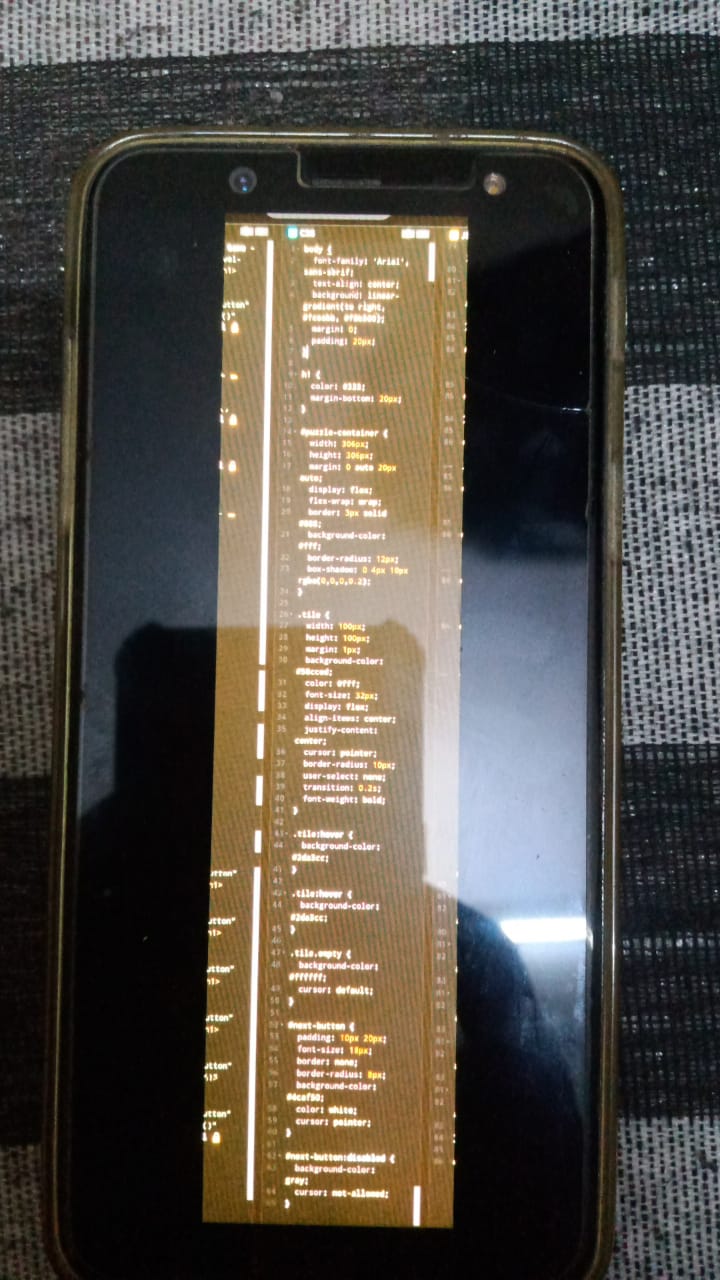 CSS
body {
font-family: 'Arial',
sans-serif;
text-align: center;
background: linear-
gradient(to right,
margin: 0;
padding: 20px;
}
h1 {
color: #333;
margin-bottom: 20px;
}
#puzzle-container {
width: 306px;
height: 306px;
margin: 0 auto 20px
auto;
display: flex;
flex-wrap: wrap;
border: 3px solid
background-color:
#fff;
border-radius: 12px;
box-shadow: 0 4px 10px
rgba(0,0,0,0.2);
}
.tile {
width: 100px;
height: 100px;
margin: 1px;
background-color:
color: #fff;
font-size: 32px;
display: flex;
align-items: center;
justify-content:
center;
cursor: pointer;
border-radius: 10px;
user-select: none;
transition: 0.2s;
font-weight: bold;
}
.tile:hover {
background-color:
#2da3cc;
}
.tile:hover {
background-color:
#2da3cc;
}
.tile.empty {
background-color:
#ffffff;
cursor: default;
}
#next-button {
padding: 10px 20px;
font-size: 18px;
border: none;
border-radius: 8px;
background-color:
#4caf50;
color: white;
cursor: pointer;
}
#next-button:disabled {
background-color:
gray;
cursor: not-allowed;
}